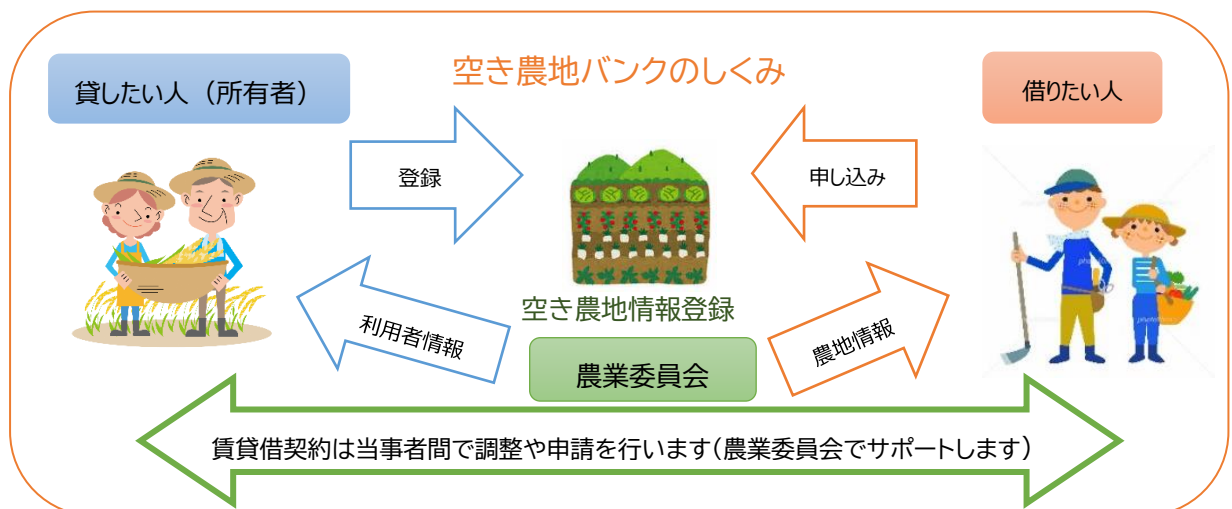 空き農地バンクのしくみ
貸したい人（所有者）
借りたい人
登録
申し込み
空き農地情報登録
利用者情報
農地情報
農業委員会
賃貸借契約は当事者間で調整や申請を行います（農業委員会でサポートします）